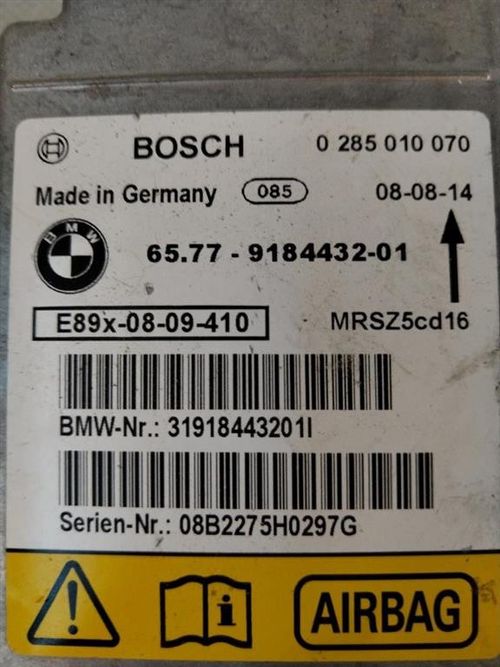 BOSCH 0 285 010 070
Made in Germany 085 08-08-14
BMW 65.77 - 9184432-01
E89x-08-09-410 MRSZ5cd16
BMW-Nr.: 31918443201I
Serien-Nr.: 08B2275H0297G
! i AIRBAG